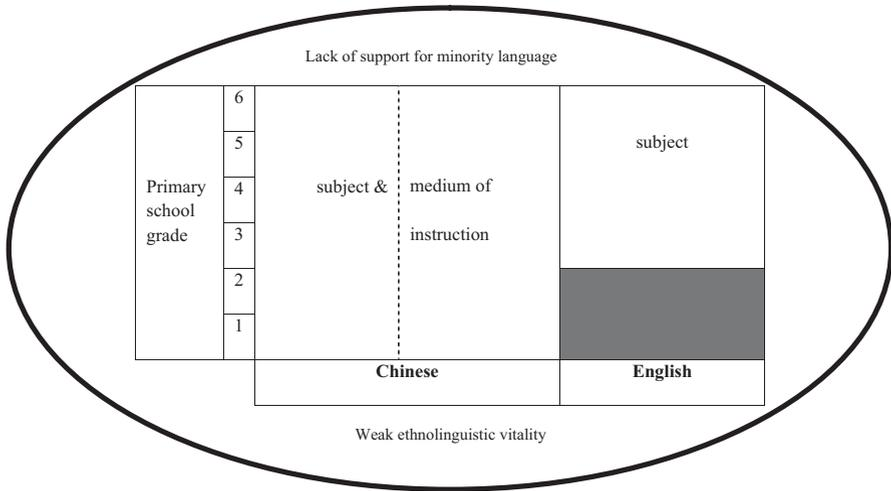 Lack of support for minority language
6
5
subject
Primary
school
grade
4
subject & medium of
3
instruction
2
1
Chinese
English
Weak ethnolinguistic vitality